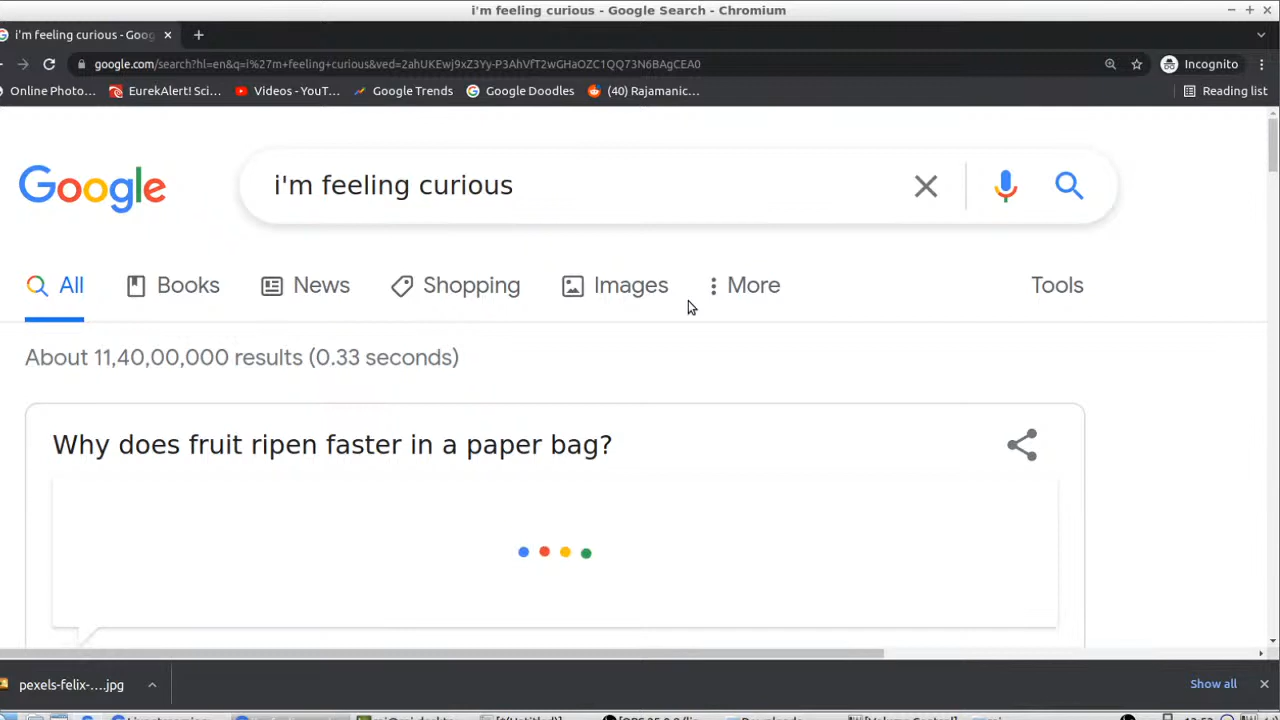 i'm feeling curious - Google Search - Chromium
i'm feeling curious - Goog
google.com/search?hl=en&q=i%27m+feeling+curious&ved=2ahUKEwj9xZ3Yy-P3AhVfT2wGHaOZC1QQ73N6BAgCEA0
Incognito
Online Photo... EurekAlert! Sci... Videos - YouT... Google Trends Google Doodles (40) Rajamanic... Reading list
Google i'm feeling curious
All Books News Shopping Images More Tools
About 11,40,00,000 results (0.33 seconds)
Why does fruit ripen faster in a paper bag?
pexels-felix-....jpg Show all